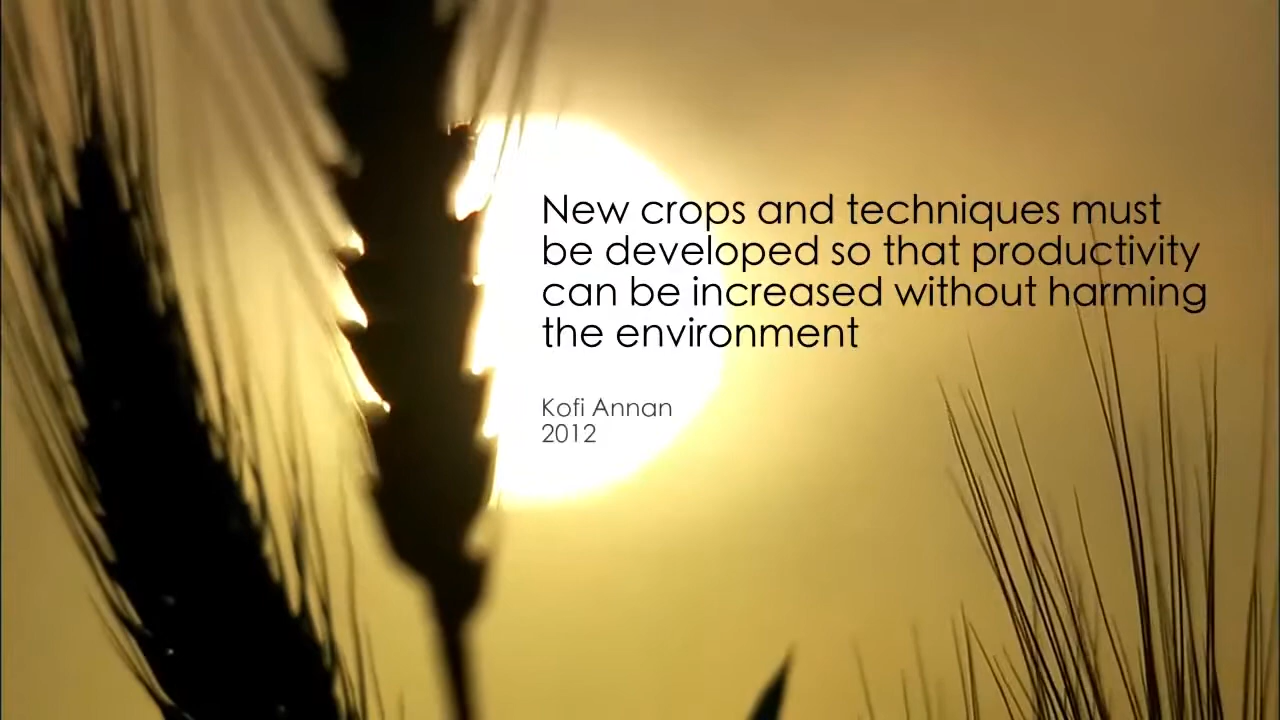 New crops and techniques must
be developed so that productivity
can be increased without harming
the environment
Kofi Annan
2012